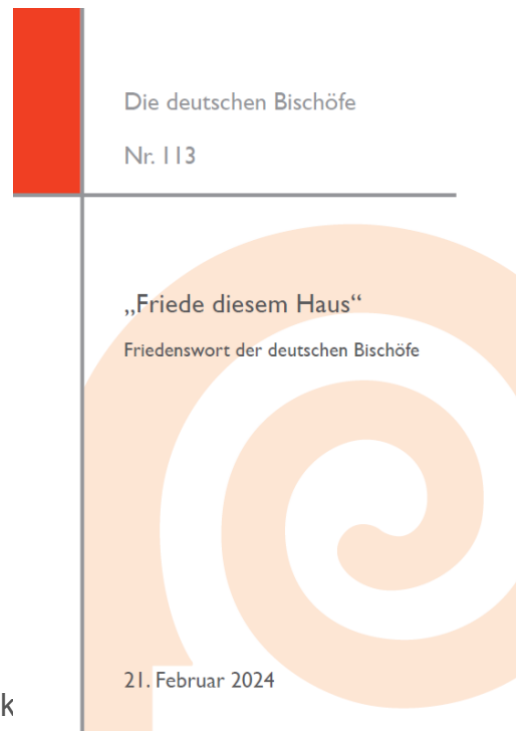 Die deutschen Bischöfe
Nr. 113
„Friede diesem Haus“
Friedenswort der deutschen Bischöfe
21. Februar 2024
k